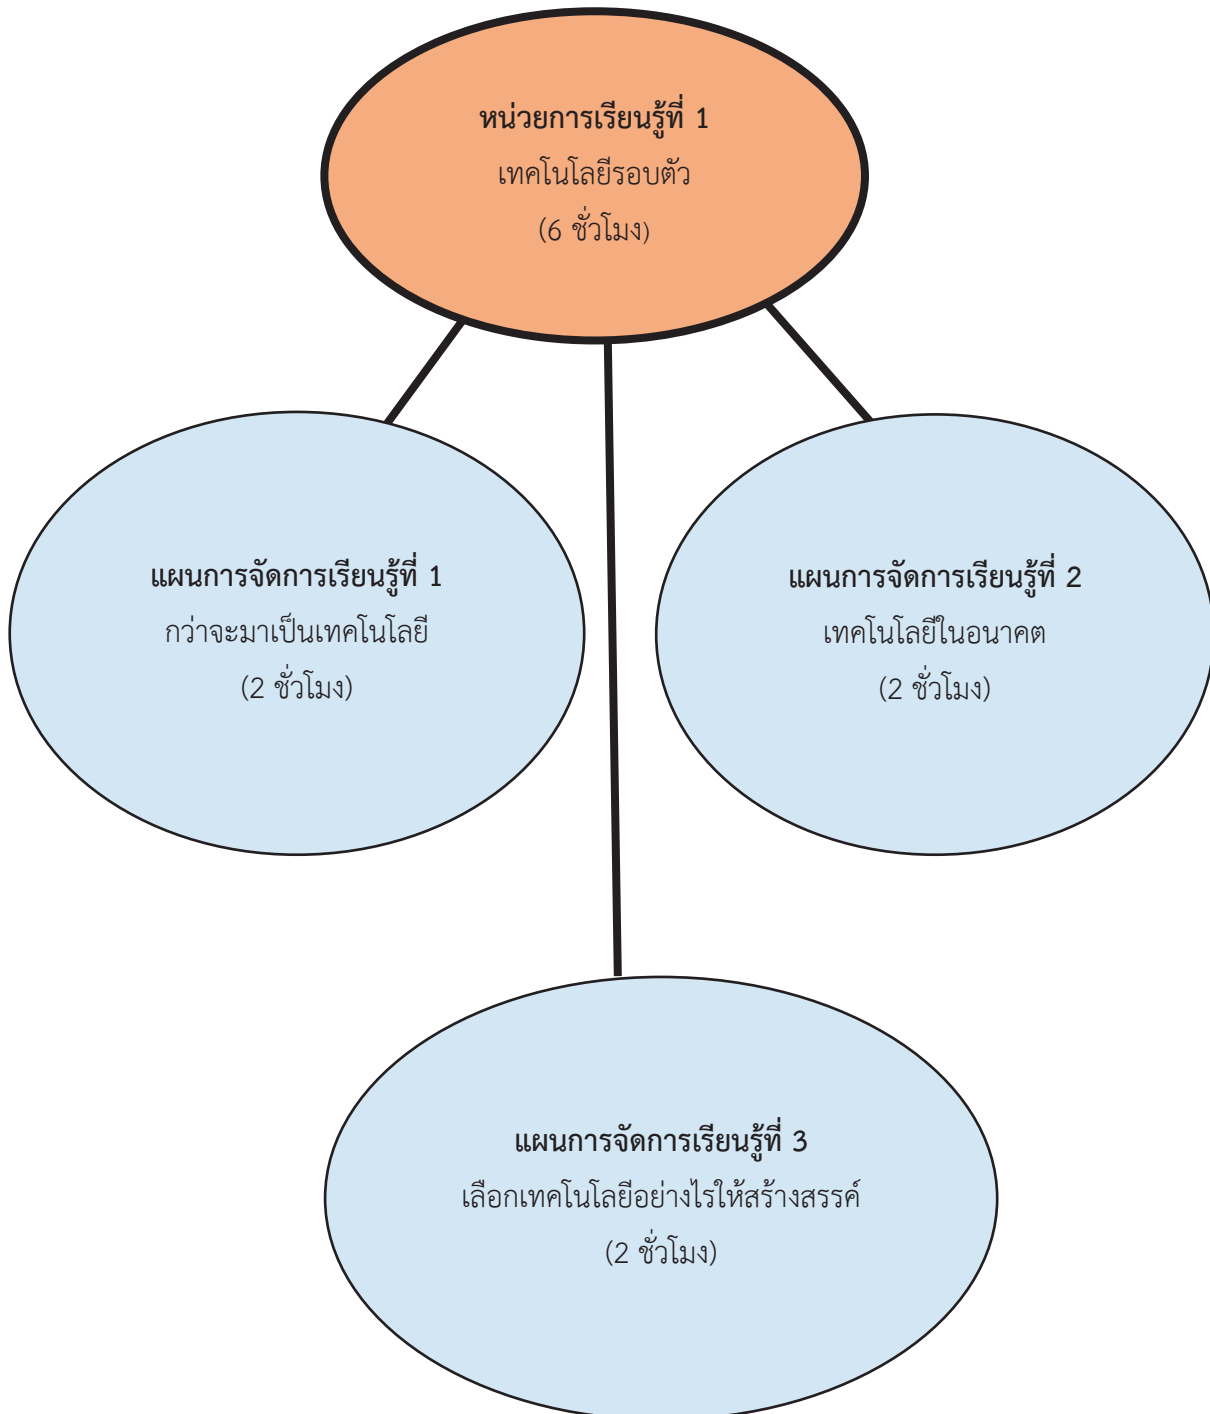 หน่วยการเรียนรู้ที่ 1
เทคโนโลยีรอบตัว
(6 ชั่วโมง)
แผนการจัดการเรียนรู้ที่ 1
กว่าจะมาเป็นเทคโนโลยี
(2 ชั่วโมง)
แผนการจัดการเรียนรู้ที่ 2
เทคโนโลยีในอนาคต
(2 ชั่วโมง)
แผนการจัดการเรียนรู้ที่ 3
เลือกเทคโนโลยีอย่างไรให้สร้างสรรค์
(2 ชั่วโมง)